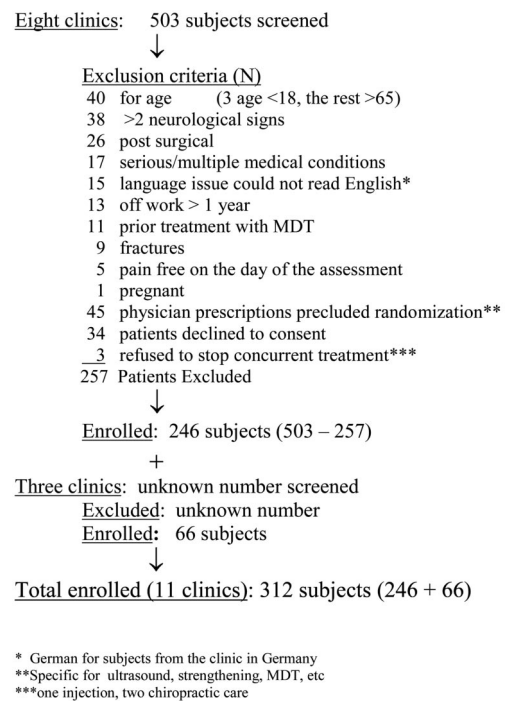 Eight clinics: 503 subjects screened
↓
Exclusion criteria (N)
40 for age (3 age <18, the rest >65)
38 >2 neurological signs
26 post surgical
17 serious/multiple medical conditions
15 language issue could not read English*
13 off work > 1 year
11 prior treatment with MDT
9 fractures
5 pain free on the day of the assessment
1 pregnant
45 physician prescriptions precluded randomization**
34 patients declined to consent
3 refused to stop concurrent treatment***
257 Patients Excluded
↓
Enrolled: 246 subjects (503 – 257)
+
Three clinics: unknown number screened
Excluded: unknown number
Enrolled: 66 subjects
↓
Total enrolled (11 clinics): 312 subjects (246 + 66)
* German for subjects from the clinic in Germany
**Specific for ultrasound, strengthening, MDT, etc
***one injection, two chiropractic care